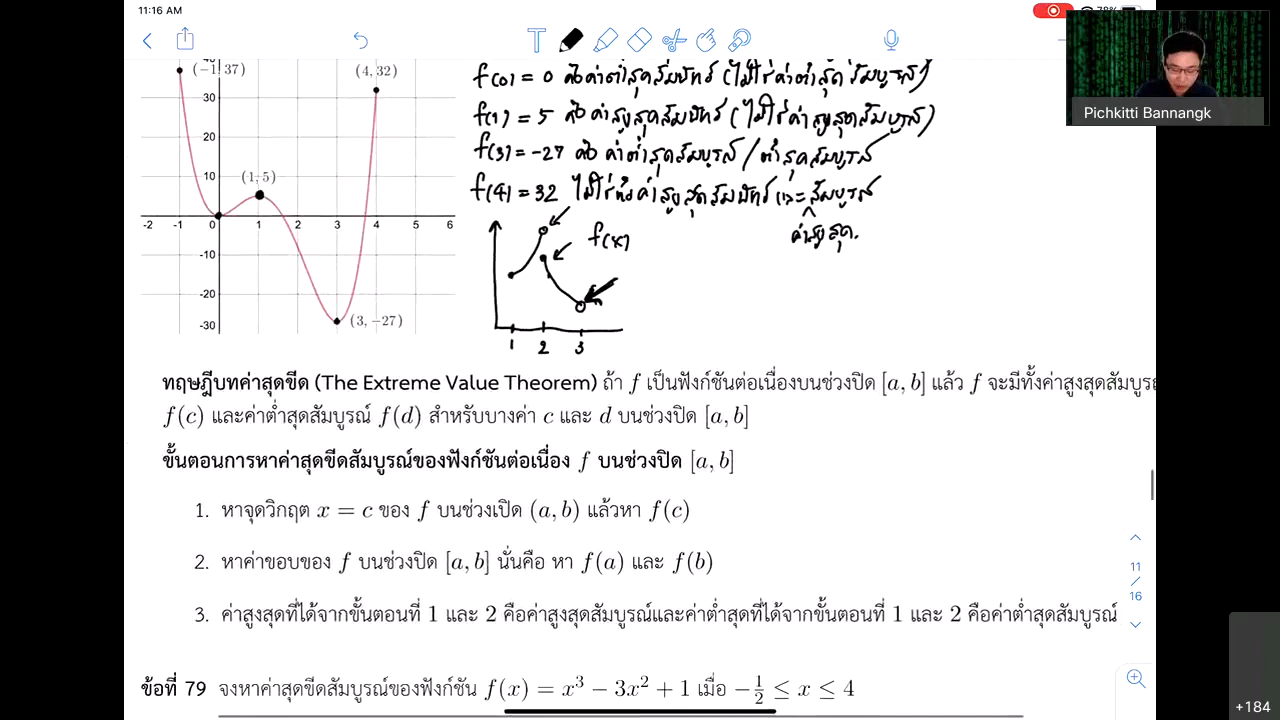 11:16 AM
78%
(−1, 37)
(4, 32)
(1, 5)
(3, −27)
30
20
10
-10
-20
-30
-2 -1 0 1 2 3 4 5 6
f(0) = 0 คือค่าต่ำสุดสัมพัทธ์ (ไม่ใช่ค่าต่ำสุดสัมบูรณ์)
f(1) = 5 คือค่าสูงสุดสัมพัทธ์ (ไม่ใช่ค่าสูงสุดสัมบูรณ์)
f(3) = -27 คือ ค่าต่ำสุดสัมบูรณ์ / ต่ำสุดสัมบูรณ์
f(4) = 32 ไม่ใช่ทั้งค่าสูงสุดสัมพัทธ์ และสัมบูรณ์
ค่าสูงสุด.
f(x)
1 2 3
Pichkitti Bannangk
ทฤษฎีบทค่าสุดขีด (The Extreme Value Theorem) ถ้า f เป็นฟังก์ชันต่อเนื่องบนช่วงปิด [a, b] แล้ว f จะมีทั้งค่าสูงสุดสัมบูร
f(c) และค่าต่ำสุดสัมบูรณ์ f(d) สำหรับบางค่า c และ d บนช่วงปิด [a, b]
ขั้นตอนการหาค่าสุดขีดสัมบูรณ์ของฟังก์ชันต่อเนื่อง f บนช่วงปิด [a, b]
1. หาจุดวิกฤต x = c ของ f บนช่วงเปิด (a, b) แล้วหา f(c)
2. หาค่าขอบของ f บนช่วงปิด [a, b] นั่นคือ หา f(a) และ f(b)
3. ค่าสูงสุดที่ได้จากขั้นตอนที่ 1 และ 2 คือค่าสูงสุดสัมบูรณ์และค่าต่ำสุดที่ได้จากขั้นตอนที่ 1 และ 2 คือค่าต่ำสุดสัมบูรณ์
11
/
16
ข้อที่ 79 จงหาค่าสุดขีดสัมบูรณ์ของฟังก์ชัน f(x) = x³ − 3x² + 1 เมื่อ −½ ≤ x ≤ 4
+184